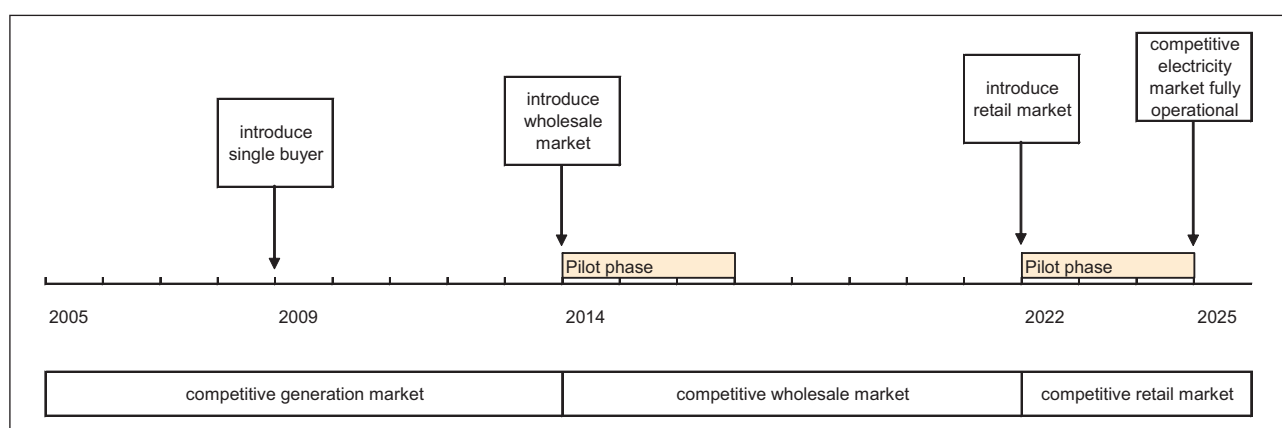 introduce
single buyer
introduce
wholesale
market
introduce
retail market
competitive
electricity
market fully
operational
Pilot phase
Pilot phase
2005
2009
2014
2022
2025
competitive generation market
competitive wholesale market
competitive retail market